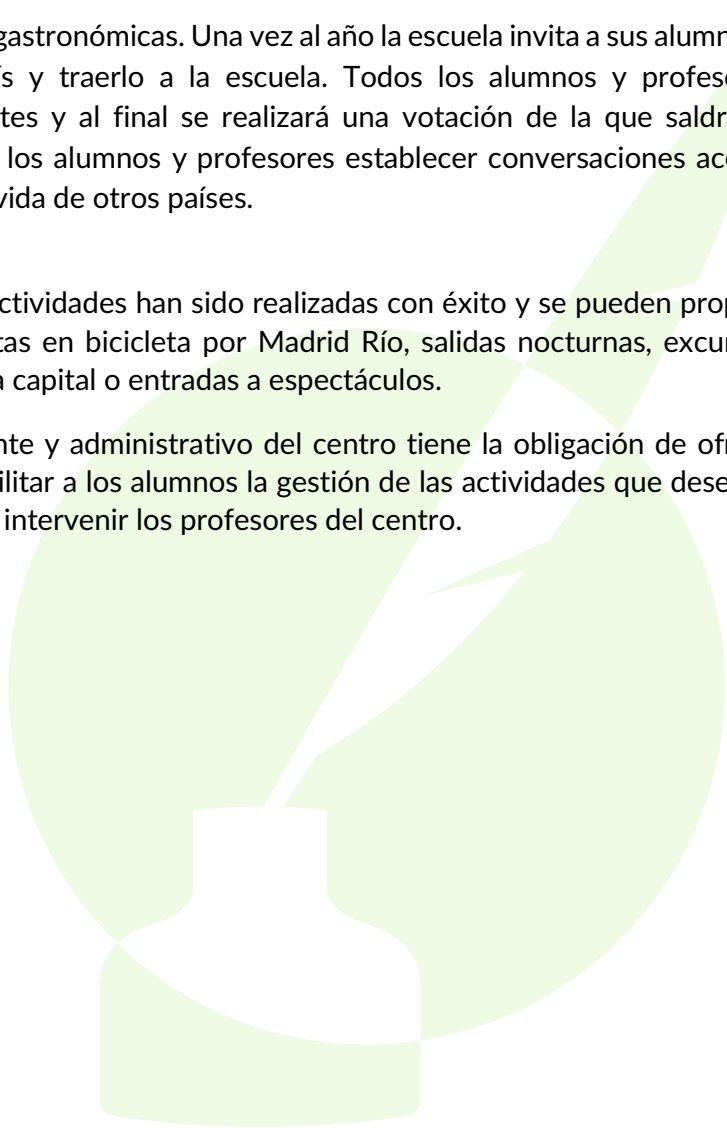 gastronómicas. Una vez al año la escuela invita a sus alumn
ís y traerlo a la escuela. Todos los alumnos y profes
tes y al final se realizará una votación de la que saldr
los alumnos y profesores establecer conversaciones ac
vida de otros países.
ctividades han sido realizadas con éxito y se pueden pro
tas en bicicleta por Madrid Río, salidas nocturnas, excu
a capital o entradas a espectáculos.
nte y administrativo del centro tiene la obligación de of
ilitar a los alumnos la gestión de las actividades que dese
intervenir los profesores del centro.